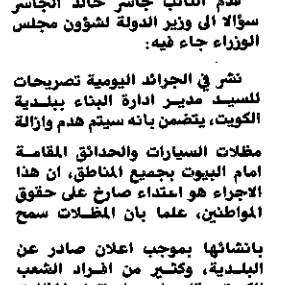 قدم النائب جاسر خالد الجاسر
سؤالا الى وزير الدولة لشؤون مجلس
الوزراء جاء فيه:
نشر في الجرائد اليومية تصريحات
للسيد مدير ادارة البناء ببلدية
الكويت، يتضمن بانه سيتم هدم وازالة
مظلات السيارات والحدائق المقامة
امام البيوت بجميع المناطق، ان هذا
الاجراء هو اعتداء صارخ على حقوق
المواطنين، علما بان المظلات سمح
بانشائها بموجب اعلان صادر عن
البلدية، وكثير من افراد الشعب